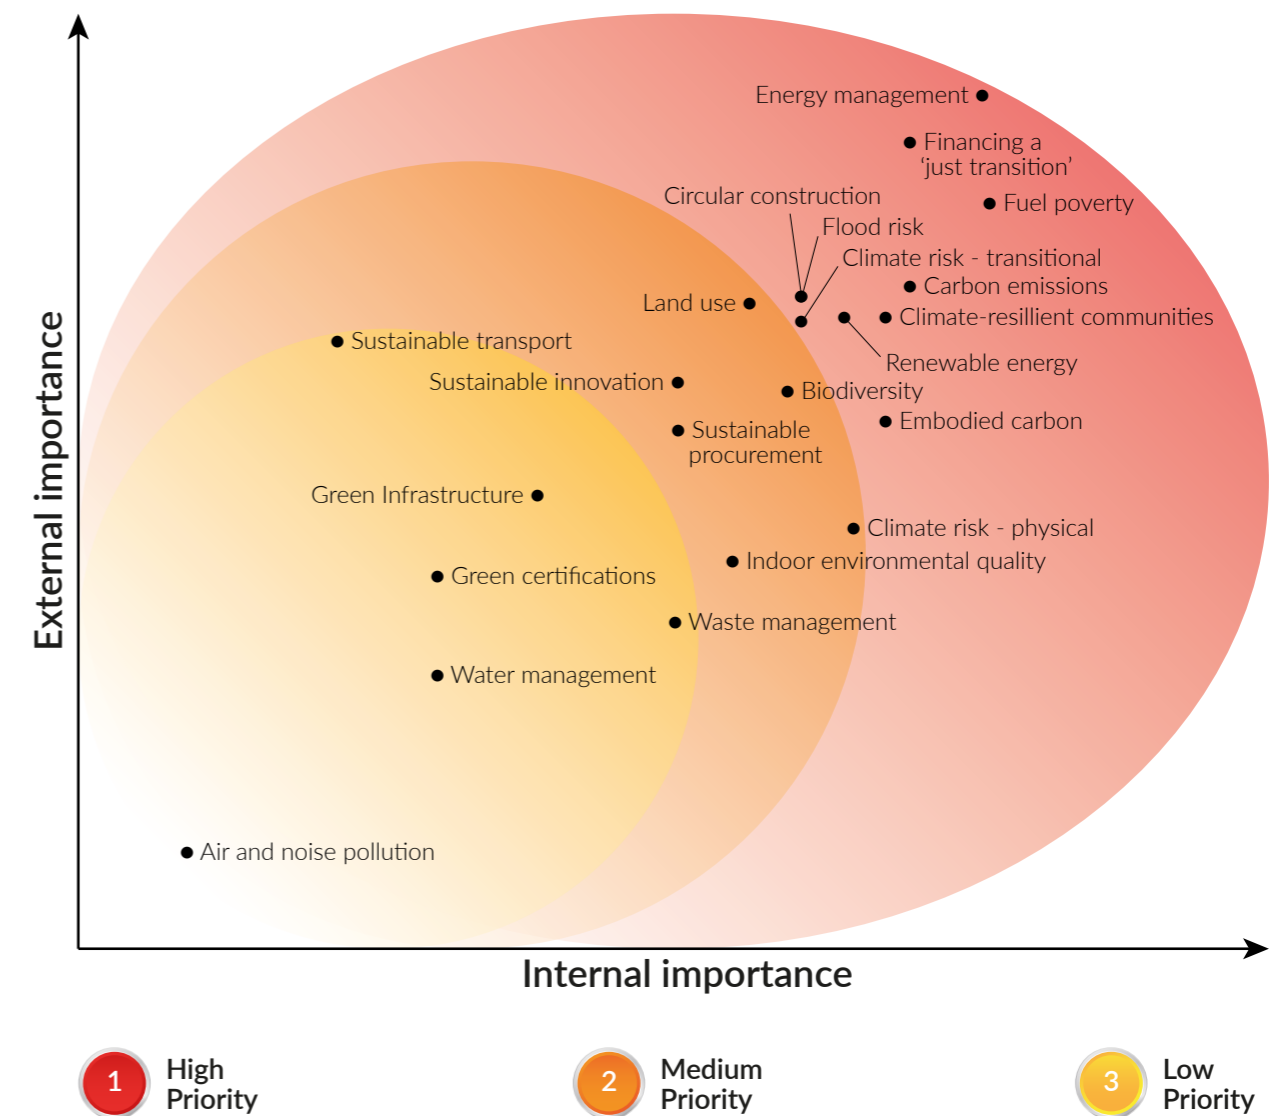 Energy management
Financing a
‘just transition’
Circular construction
Fuel poverty
Flood risk
Climate risk - transitional
Carbon emissions
Land use
Climate-resillient communities
Sustainable transport
Renewable energy
Sustainable innovation
Biodiversity
Embodied carbon
Sustainable
procurement
Green Infrastructure
Climate risk - physical
Indoor environmental quality
Green certifications
Waste management
Water management
Air and noise pollution
External importance
Internal importance
1
High
Priority
2
Medium
Priority
3
Low
Priority